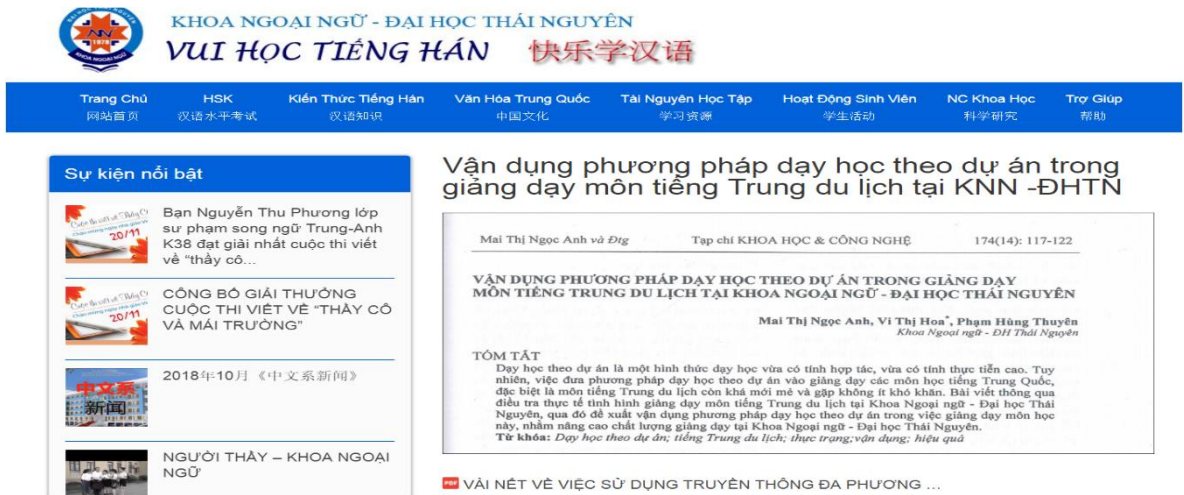 KHOA NGOẠI NGỮ - ĐẠI HỌC THÁI NGUYÊN
VUI HỌC TIẾNG HÁN 快乐学汉语
Trang Chủ HSK Kiến Thức Tiếng Hán Văn Hóa Trung Quốc Tài Nguyên Học Tập Hoạt Động Sinh Viên NC Khoa Học Trợ Giúp
网站首页 汉语水平考试 汉语知识 中国文化 学习资源 学生活动 科学研究 帮助
Sự kiện nổi bật
20/11
Bạn Nguyễn Thu Phương lớp
sư phạm song ngữ Trung-Anh
K38 đạt giải nhất cuộc thi viết
về “thầy cô...
20/11
CÔNG BỐ GIẢI THƯỞNG
CUỘC THI VIẾT VỀ “THẦY CÔ
VÀ MÁI TRƯỜNG”
中文系
新闻
2018年10月《中文系新闻》
NGƯỜI THẦY – KHOA NGOẠI
NGỮ
Vận dụng phương pháp dạy học theo dự án trong
giảng dạy môn tiếng Trung du lịch tại KNN -ĐHTN
Mai Thị Ngọc Anh và Đtg Tạp chí KHOA HỌC & CÔNG NGHỆ 174(14): 117-122
VẬN DỤNG PHƯƠNG PHÁP DẠY HỌC THEO DỰ ÁN TRONG GIẢNG DẠY
MÔN TIẾNG TRUNG DU LỊCH TẠI KHOA NGOẠI NGỮ - ĐẠI HỌC THÁI NGUYÊN
Mai Thị Ngọc Anh, Vi Thị Hoa*, Phạm Hùng Thuyên
Khoa Ngoại ngữ - ĐH Thái Nguyên
TÓM TẮT
Dạy học theo dự án là một hình thức dạy học vừa có tính hợp tác, vừa có tính thực tiễn cao. Tuy
nhiên, việc đưa phương pháp dạy học theo dự án vào giảng dạy các môn học tiếng Trung Quốc,
đặc biệt là môn tiếng Trung du lịch còn khá mới mẻ và gặp không ít khó khăn. Bài viết thông qua
điều tra thực tế tình hình giảng dạy môn tiếng Trung du lịch tại Khoa Ngoại ngữ - Đại học Thái
Nguyên, qua đó đề xuất vận dụng phương pháp dạy học theo dự án trong việc giảng dạy môn học
này, nhằm nâng cao chất lượng giảng dạy tại Khoa Ngoại ngữ - Đại học Thái Nguyên.
Từ khóa: Dạy học theo dự án; tiếng Trung du lịch; thực trạng;vận dụng; hiệu quả
PDF VÀI NÉT VỀ VIỆC SỬ DỤNG TRUYỀN THÔNG ĐA PHƯƠNG ...